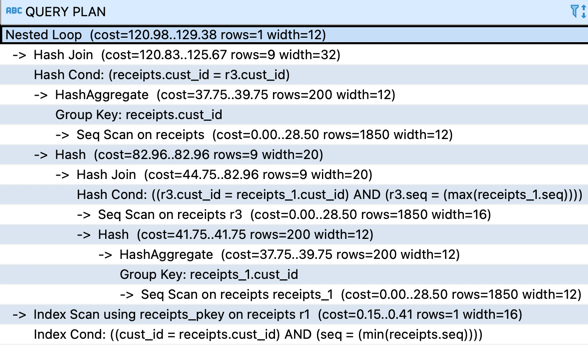 ABC QUERY PLAN
Nested Loop  (cost=120.98..129.38 rows=1 width=12)
-> Hash Join  (cost=120.83..125.67 rows=9 width=32)
Hash Cond: (receipts.cust_id = r3.cust_id)
-> HashAggregate  (cost=37.75..39.75 rows=200 width=12)
Group Key: receipts.cust_id
-> Seq Scan on receipts  (cost=0.00..28.50 rows=1850 width=12)
-> Hash  (cost=82.96..82.96 rows=9 width=20)
-> Hash Join  (cost=44.75..82.96 rows=9 width=20)
Hash Cond: ((r3.cust_id = receipts_1.cust_id) AND (r3.seq = (max(receipts_1.seq))))
-> Seq Scan on receipts r3  (cost=0.00..28.50 rows=1850 width=16)
-> Hash  (cost=41.75..41.75 rows=200 width=12)
-> HashAggregate  (cost=37.75..39.75 rows=200 width=12)
Group Key: receipts_1.cust_id
-> Seq Scan on receipts receipts_1  (cost=0.00..28.50 rows=1850 width=12)
-> Index Scan using receipts_pkey on receipts r1  (cost=0.15..0.41 rows=1 width=16)
Index Cond: ((cust_id = receipts.cust_id) AND (seq = (min(receipts.seq))))